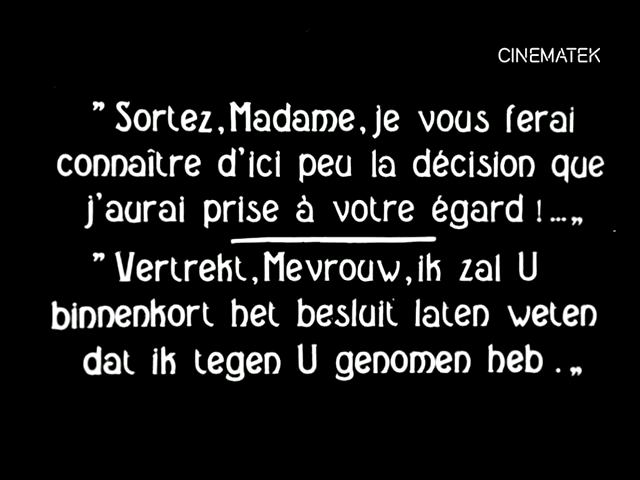 CINEMATEK
” Sortez, Madame, je vous ferai
connaître d'ici peu la décision que
j'aurai prise à votre égard !...„
” Vertrekt, Mevrouw, ik zal U
binnenkort het besluit laten weten
dat ik tegen U genomen heb .„